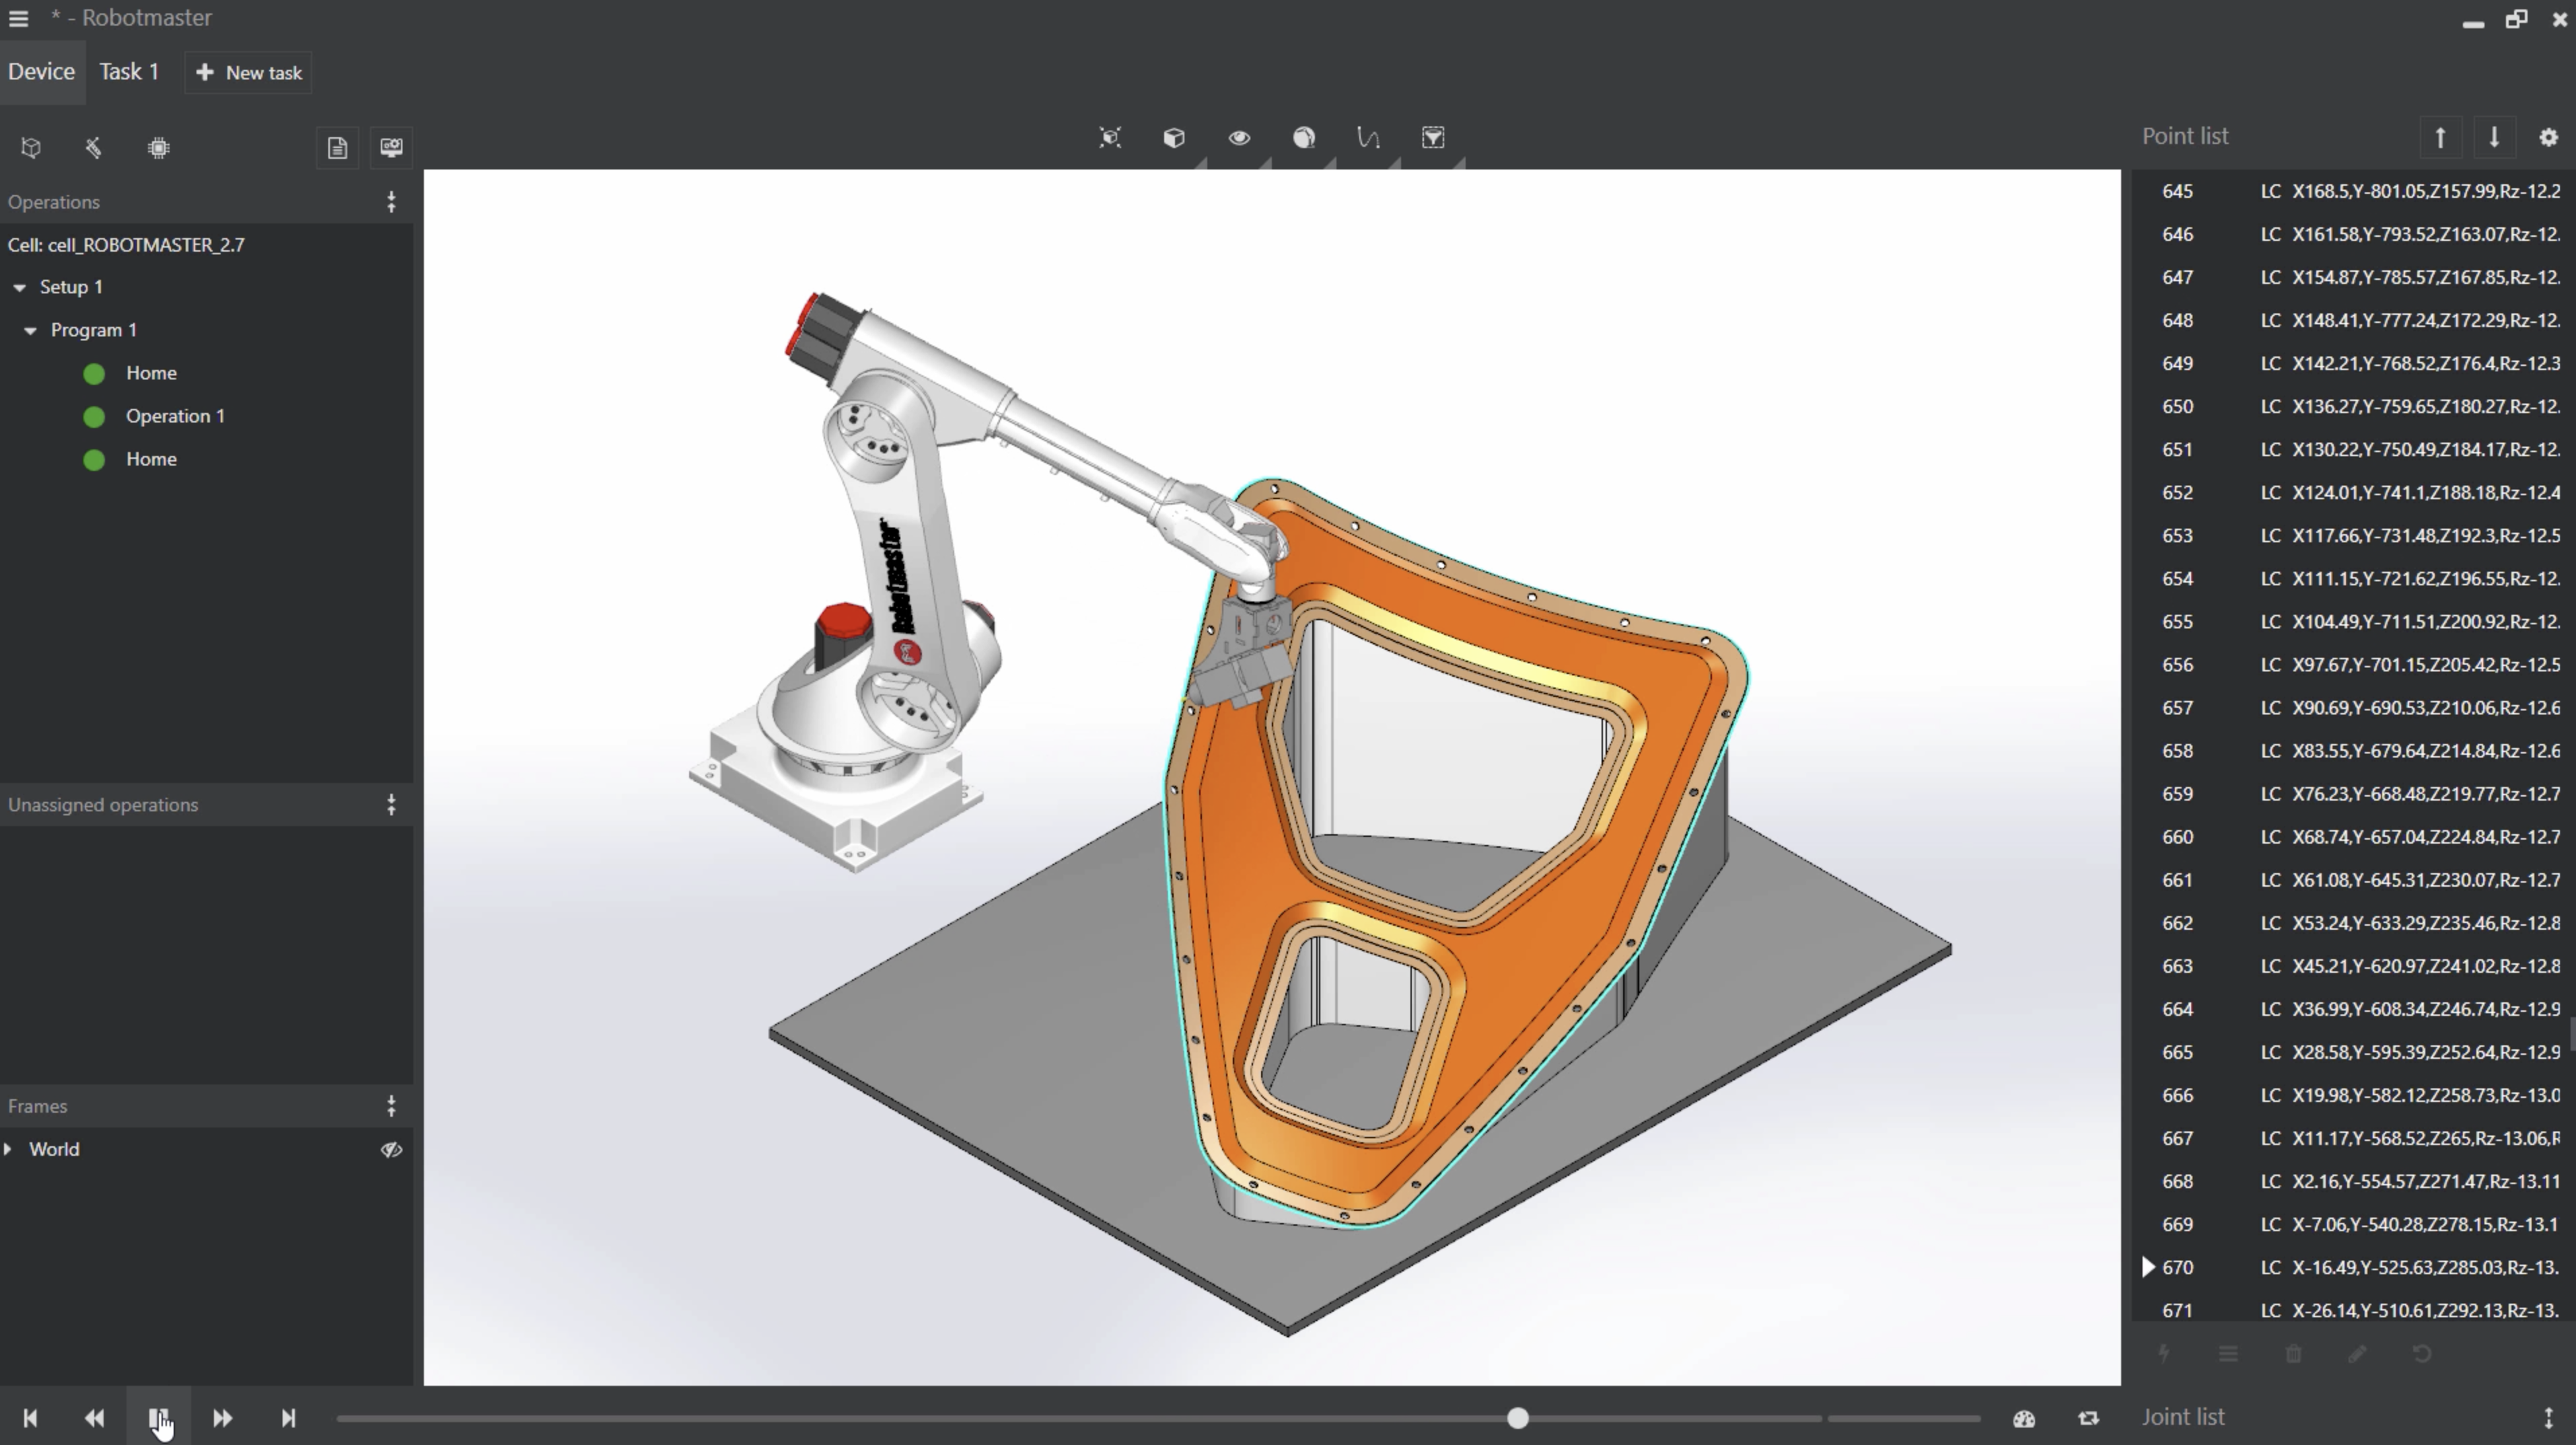 * - Robotmaster
Device Task 1 New task
Point list
Operations
Cell: cell_ROBOTMASTER_2.7
Setup 1
Program 1
Home
Operation 1
Home
Unassigned operations
Frames
World
Robotmaster
645 LC X168.5,Y-801.05,Z157.99,Rz-12.2
646 LC X161.58,Y-793.52,Z163.07,Rz-12.
647 LC X154.87,Y-785.57,Z167.85,Rz-12.
648 LC X148.41,Y-777.24,Z172.29,Rz-12.
649 LC X142.21,Y-768.52,Z176.4,Rz-12.3
650 LC X136.27,Y-759.65,Z180.27,Rz-12.
651 LC X130.22,Y-750.49,Z184.17,Rz-12.
652 LC X124.01,Y-741.1,Z188.18,Rz-12.4
653 LC X117.66,Y-731.48,Z192.3,Rz-12.5
654 LC X111.15,Y-721.62,Z196.55,Rz-12.
655 LC X104.49,Y-711.51,Z200.92,Rz-12.
656 LC X97.67,Y-701.15,Z205.42,Rz-12.5
657 LC X90.69,Y-690.53,Z210.06,Rz-12.6
658 LC X83.55,Y-679.64,Z214.84,Rz-12.6
659 LC X76.23,Y-668.48,Z219.77,Rz-12.7
660 LC X68.74,Y-657.04,Z224.84,Rz-12.7
661 LC X61.08,Y-645.31,Z230.07,Rz-12.7
662 LC X53.24,Y-633.29,Z235.46,Rz-12.8
663 LC X45.21,Y-620.97,Z241.02,Rz-12.8
664 LC X36.99,Y-608.34,Z246.74,Rz-12.9
665 LC X28.58,Y-595.39,Z252.64,Rz-12.9
666 LC X19.98,Y-582.12,Z258.73,Rz-13.0
667 LC X11.17,Y-568.52,Z265,Rz-13.06,R
668 LC X2.16,Y-554.57,Z271.47,Rz-13.11
669 LC X-7.06,Y-540.28,Z278.15,Rz-13.1
670 LC X-16.49,Y-525.63,Z285.03,Rz-13.
671 LC X-26.14,Y-510.61,Z292.13,Rz-13.
Joint list